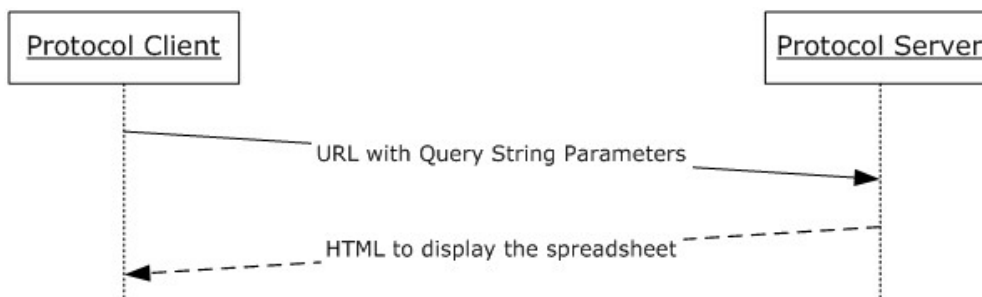 Protocol Client
Protocol Server
URL with Query String Parameters
HTML to display the spreadsheet